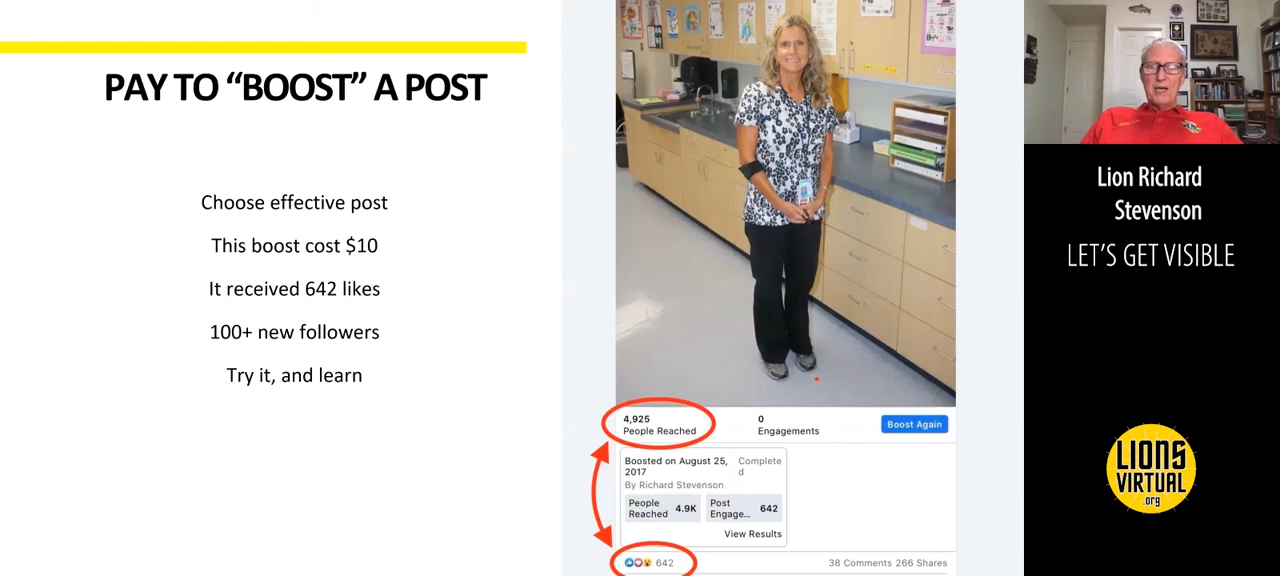 PAY TO “BOOST” A POST
Choose effective post
This boost cost $10
It received 642 likes
100+ new followers
Try it, and learn
4,925
People Reached
0
Engagements
Boost Again
Boosted on August 25,
2017
Complete
d
By Richard Stevenson
People
Reached 4.9K
Post
Engage... 642
View Results
642
38 Comments 266 Shares
Lion Richard
Stevenson
LET’S GET VISIBLE
LIONS
VIRTUAL
.org